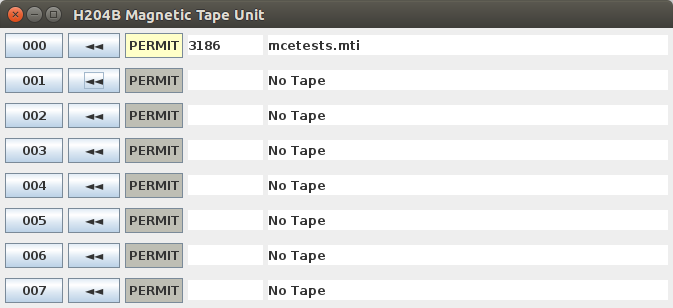 H204B Magnetic Tape Unit
000 ◄◄ PERMIT 3186 mcetests.mti
001 ◄◄ PERMIT No Tape
002 ◄◄ PERMIT No Tape
003 ◄◄ PERMIT No Tape
004 ◄◄ PERMIT No Tape
005 ◄◄ PERMIT No Tape
006 ◄◄ PERMIT No Tape
007 ◄◄ PERMIT No Tape